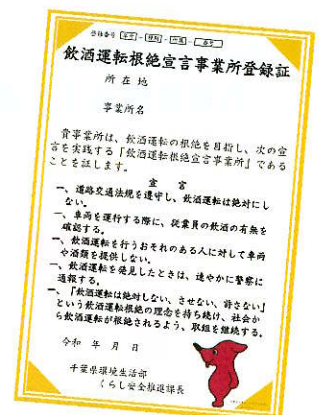 登録番号
飲酒運転根絶宣言事業所登録証
所在地
事業所名
貴事業所は、飲酒運転の根絶を目指し、次の宣
言を実践する「飲酒運転根絶宣言事業所」である
ことを証します。
宣 言
一、道路交通法規を遵守し、飲酒運転は絶対にし
ない。
一、車両を運行する際に、従業員の飲酒の有無を
確認する。
一、飲酒運転を行うおそれのある人に対して車両
や酒類を提供しない。
一、飲酒運転を発見したときは、速やかに警察に
通報する。
一、「飲酒運転は絶対しない、させない、許さない」
という飲酒運転根絶の理念を持ち続け、社会か
ら飲酒運転が根絶されるよう、取組を継続する。
令和 年 月 日
千葉県環境生活部
くらし安全推進課長